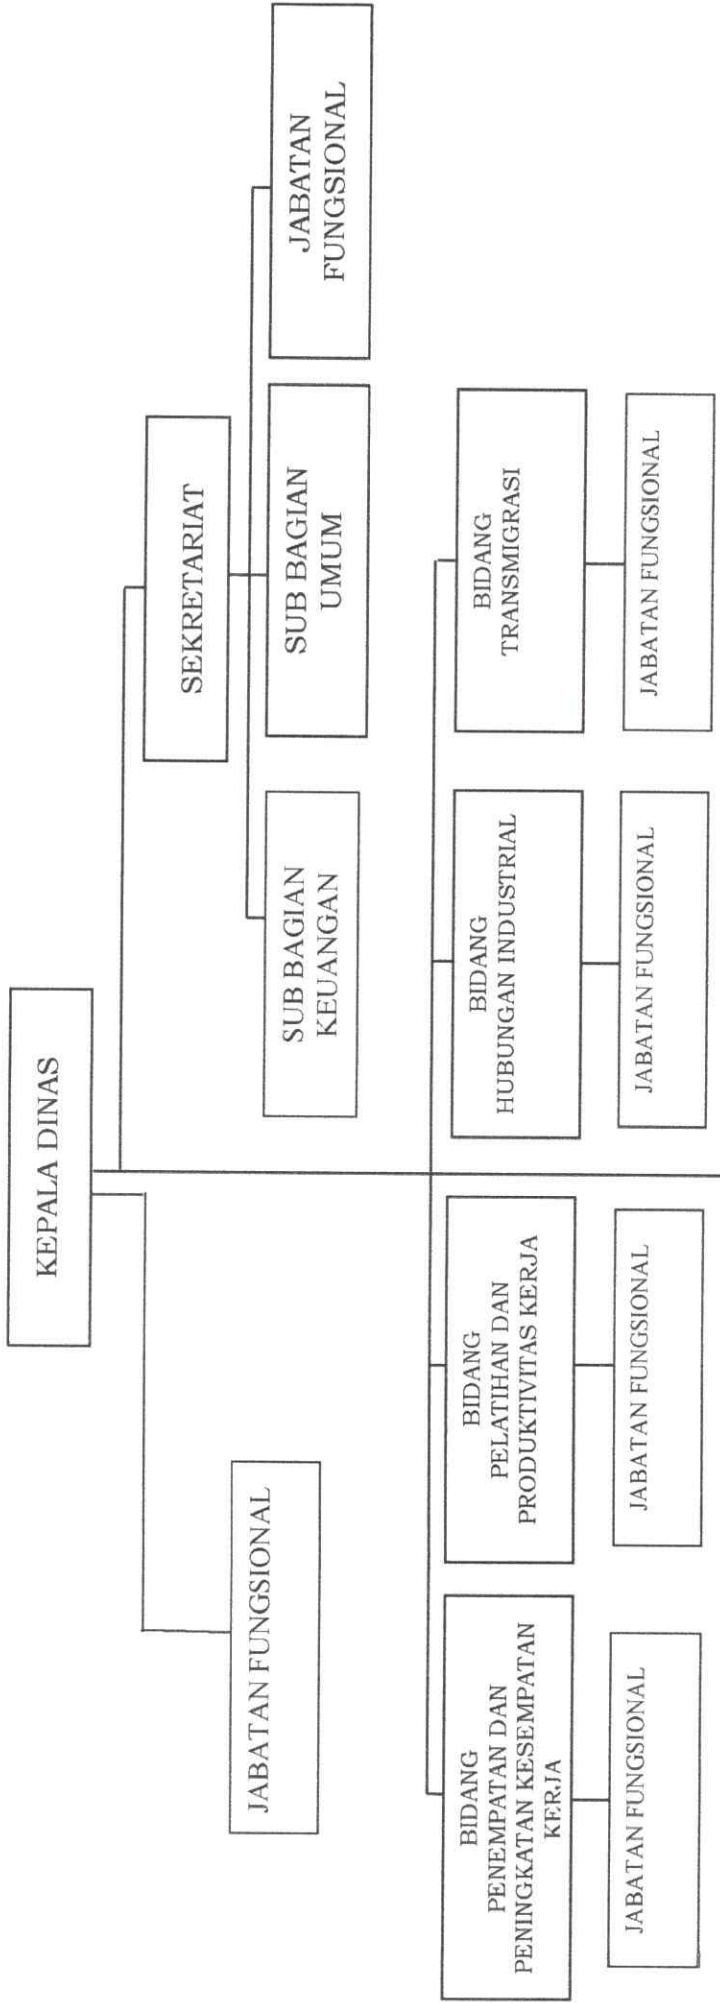 KEPALA DINAS
SEKRETARIAT
JABATAN FUNGSIONAL
SUB BAGIAN
KEUANGAN
SUB BAGIAN
UMUM
JABATAN
FUNGSIONAL
BIDANG
PENEMPATAN DAN
PENINGKATAN KESEMPATAN
KERJA
BIDANG
PELATIHAN DAN
PRODUKTIVITAS KERJA
BIDANG
HUBUNGAN INDUSTRIAL
BIDANG
TRANSMIGRASI
JABATAN FUNGSIONAL
JABATAN FUNGSIONAL
JABATAN FUNGSIONAL
JABATAN FUNGSIONAL